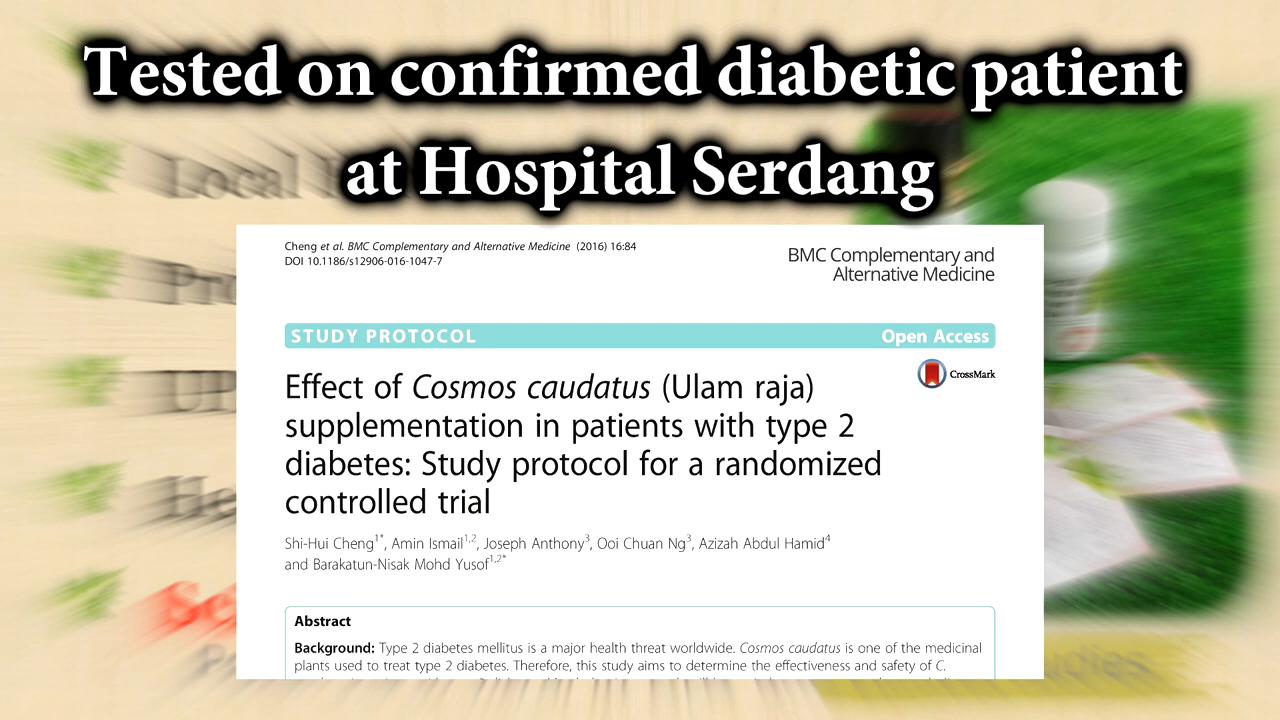 Tested on confirmed diabetic patient
at Hospital Serdang
Local
Cheng et al. BMC Complementary and Alternative Medicine (2016) 16:84
DOI 10.1186/s12906-016-1047-7
BMC Complementary and
Alternative Medicine
STUDY PROTOCOL
Open Access
CrossMark
Effect of Cosmos caudatus (Ulam raja)
supplementation in patients with type 2
diabetes: Study protocol for a randomized
controlled trial
Shi-Hui Cheng1*, Amin Ismail1,2, Joseph Anthony3, Ooi Chuan Ng3, Azizah Abdul Hamid4
and Barakatun-Nisak Mohd Yusof1,2*
Abstract
Background: Type 2 diabetes mellitus is a major health threat worldwide. Cosmos caudatus is one of the medicinal
plants used to treat type 2 diabetes. Therefore, this study aims to determine the effectiveness and safety of C.